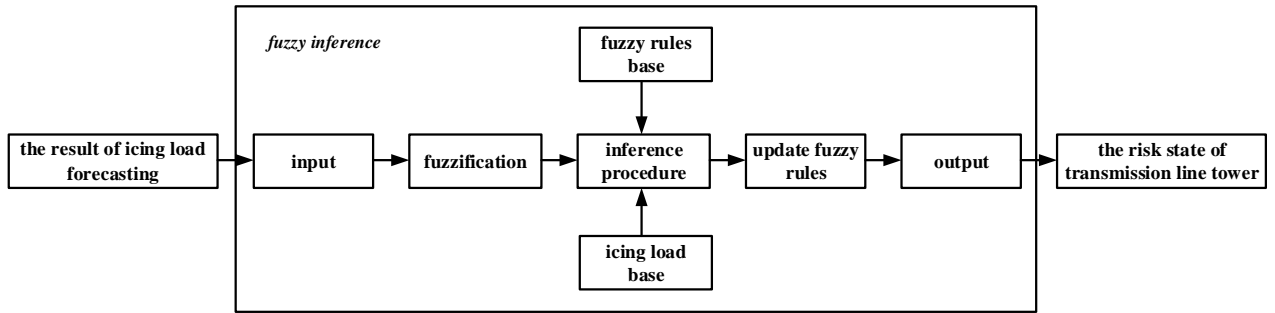 fuzzy inference
fuzzy rules
base
the result of icing load
forecasting
input
fuzzification
inference
procedure
update fuzzy
rules
output
the risk state of
transmission line tower
icing load
base